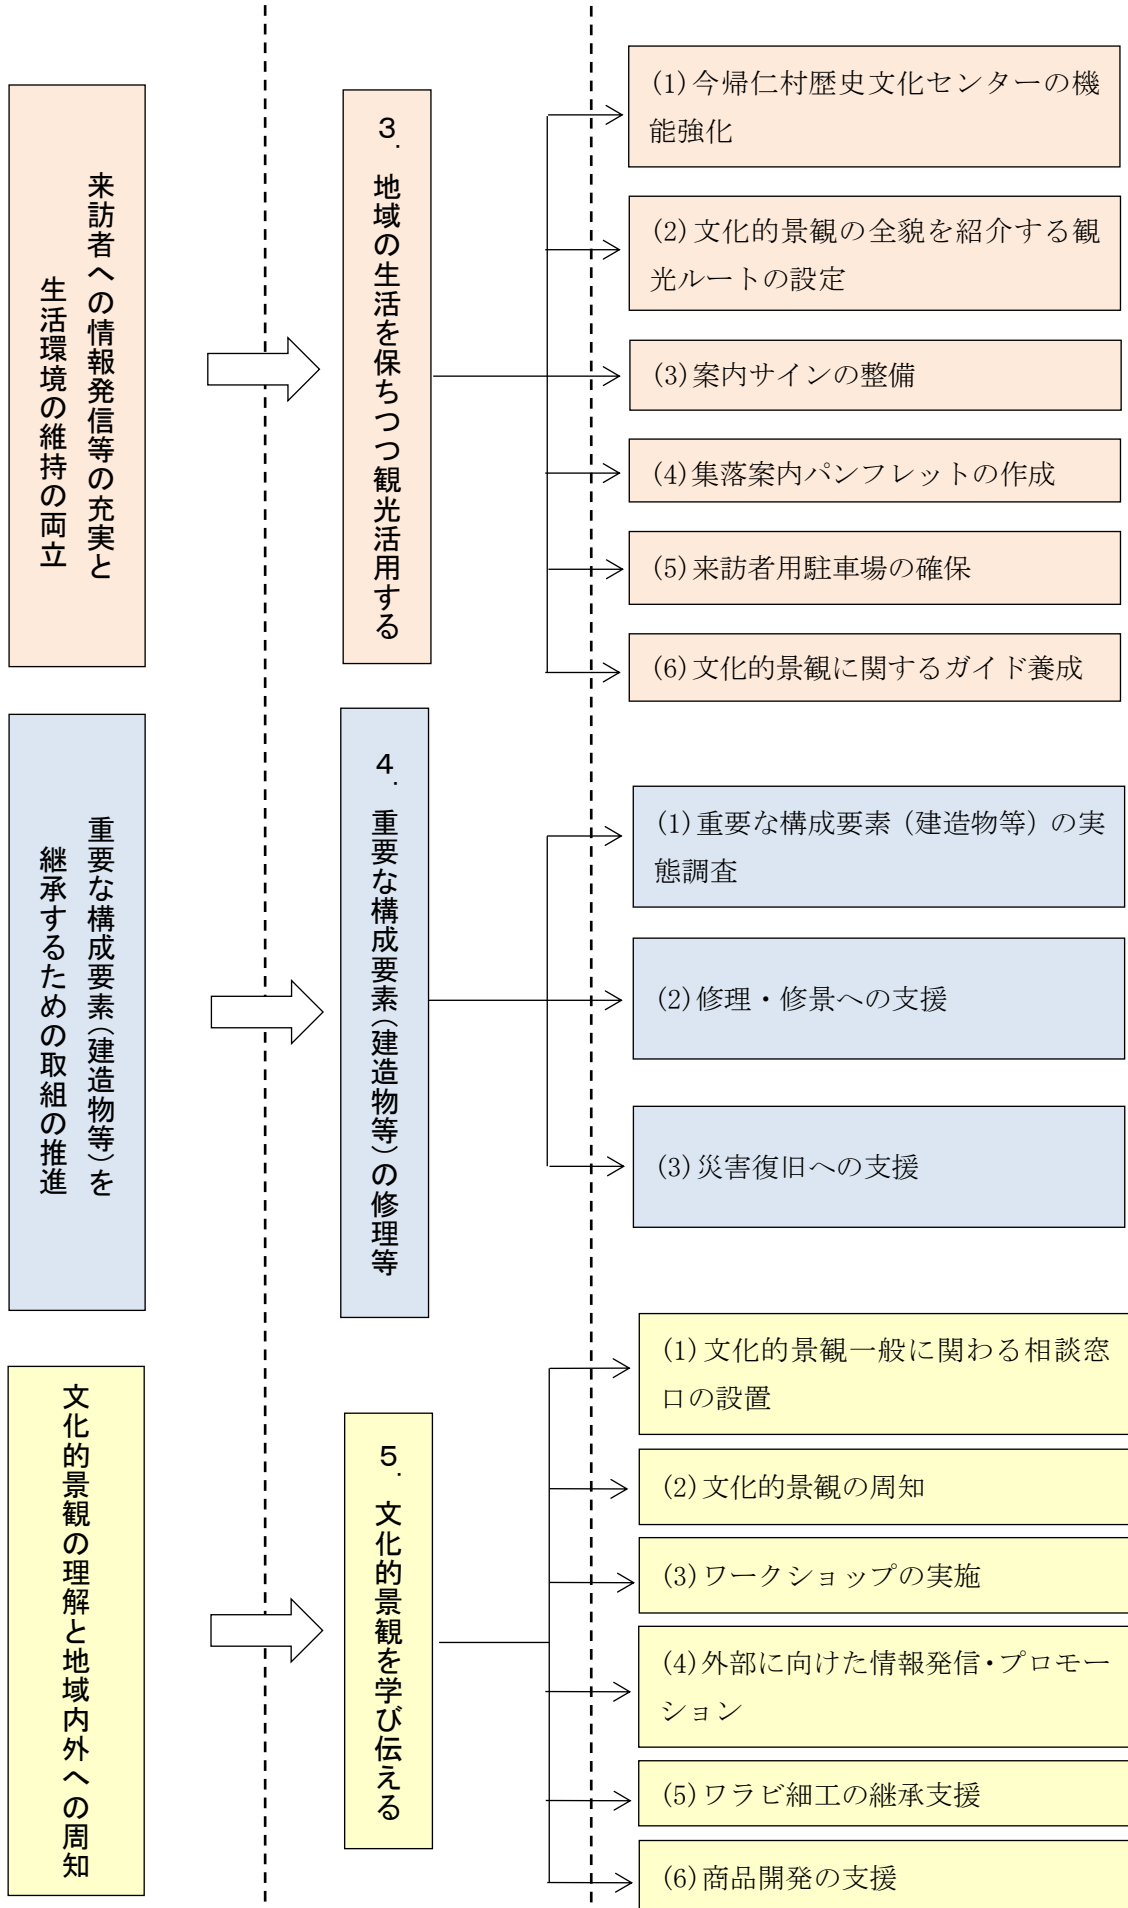 来訪者への情報発信等の充実と
生活環境の維持の両立
3. 地域の生活を保ちつつ観光活用する
(1)今帰仁村歴史文化センターの機
能強化
(2)文化的景観の全貌を紹介する観
光ルートの設定
(3)案内サインの整備
(4)集落案内パンフレットの作成
(5)来訪者用駐車場の確保
(6)文化的景観に関するガイド養成
重要な構成要素(建造物等)を
継承するための取組の推進
4. 重要な構成要素(建造物等)の修理等
(1)重要な構成要素(建造物等)の実
態調査
(2)修理・修景への支援
(3)災害復旧への支援
文化的景観の理解と地域内外への周知
5. 文化的景観を学び伝える
(1)文化的景観一般に関わる相談窓
口の設置
(2)文化的景観の周知
(3)ワークショップの実施
(4)外部に向けた情報発信・プロモー
ション
(5)ワラビ細工の継承支援
(6)商品開発の支援